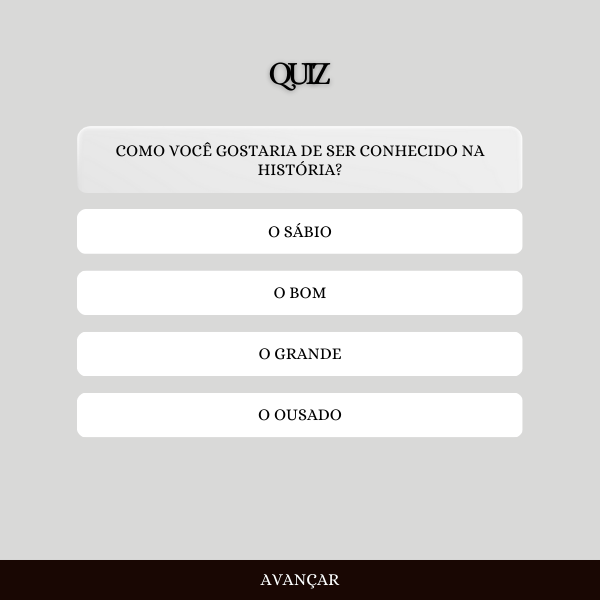 QUIZ
COMO VOCÊ GOSTARIA DE SER CONHECIDO NA
HISTÓRIA?
O SÁBIO
O BOM
O GRANDE
O OUSADO
AVANÇAR